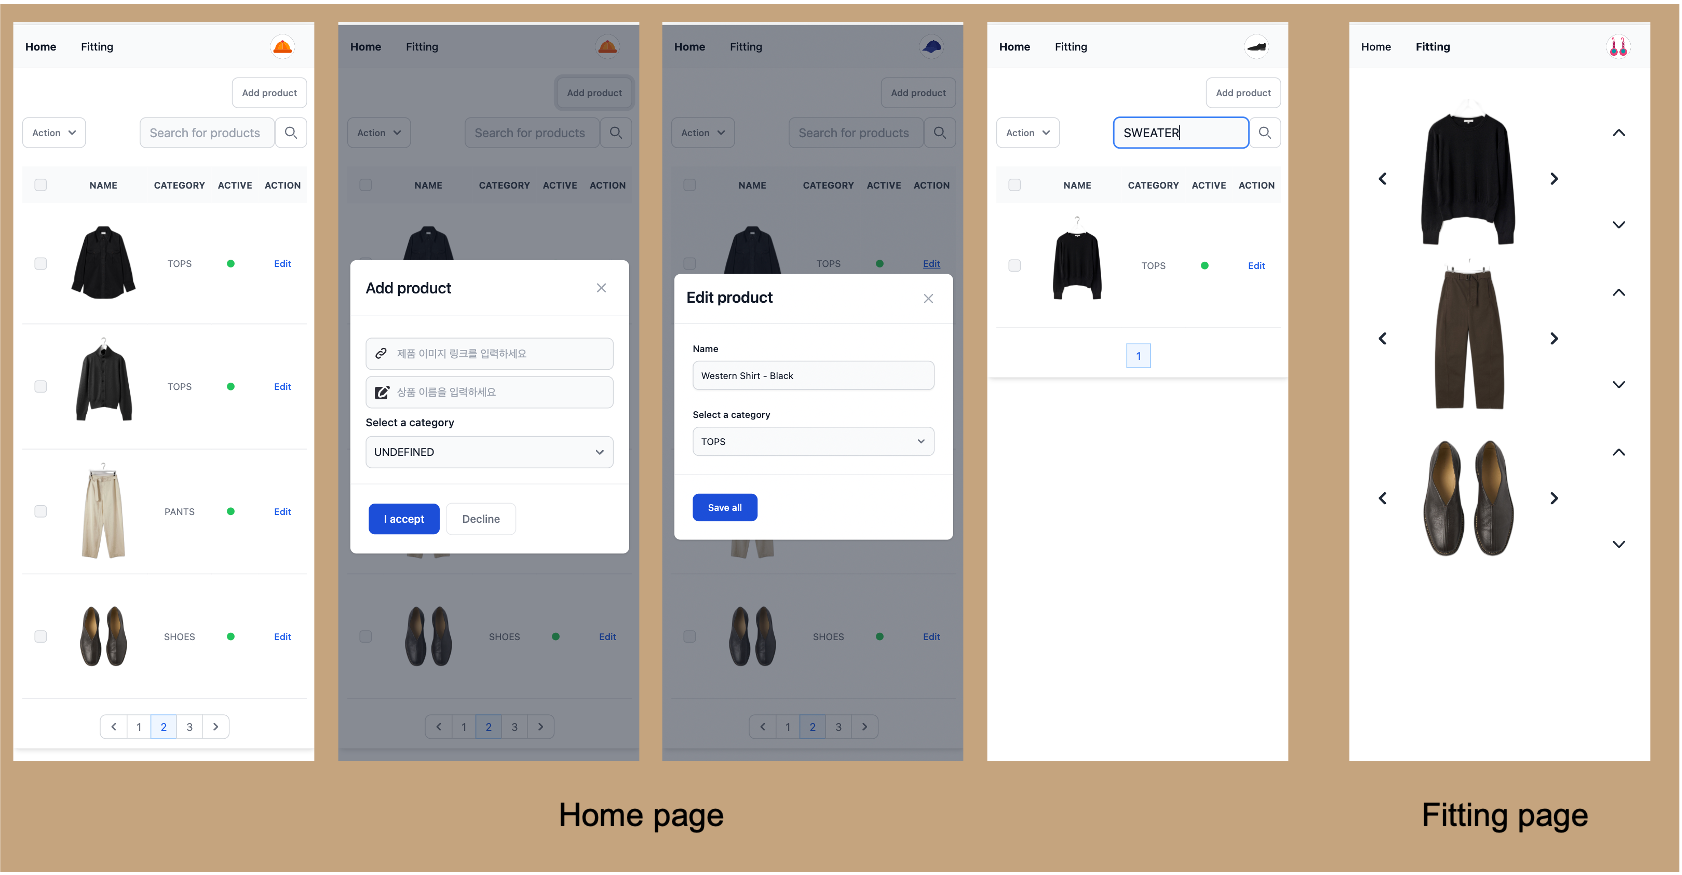 Home Fitting
Add product
Action Search for products
NAME CATEGORY ACTIVE ACTION
TOPS Edit
TOPS Edit
PANTS Edit
SHOES Edit
1 2 3
Home Fitting
Add product
Action Search for products
NAME CATEGORY ACTIVE ACTION
Add product
제품 이미지 링크를 입력하세요
상품 이름을 입력하세요
Select a category
UNDEFINED
I accept Decline
SHOES Edit
1 2 3
Home Fitting
Add product
Action Search for products
NAME CATEGORY ACTIVE ACTION
TOPS Edit
Edit product
Name
Western Shirt - Black
Select a category
TOPS
Save all
SHOES Edit
1 2 3
Home Fitting
Add product
Action SWEATER
NAME CATEGORY ACTIVE ACTION
TOPS Edit
1
Home Fitting
Home page
Fitting page